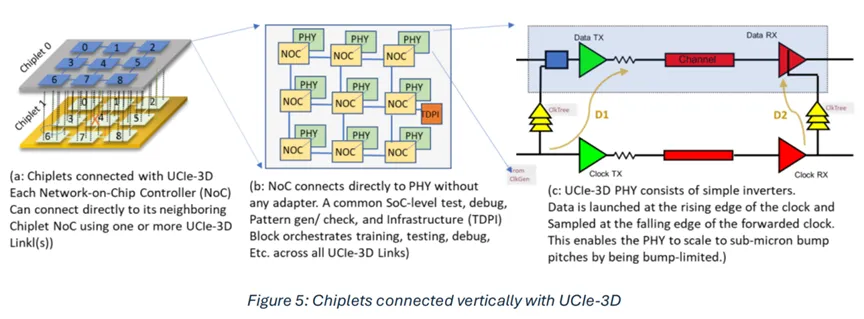 Chiplet 0
0 1 2
3 4 5
6 7 8
Chiplet 1
0 1 2
3 4 5
6 7 8
(a: Chiplets connected with UCIe-3D
Each Network-on-Chip Controller (NoC)
Can connect directly to its neighboring
Chiplet NoC using one or more UCIe-3D
Linkl(s))
PHY PHY PHY
NOC NOC NOC
PHY PHY PHY
NOC NOC NOC
TDPI
PHY PHY PHY
NOC NOC NOC
(b: NoC connects directly to PHY without
any adapter. A common SoC-level test, debug,
Pattern gen/ check, and Infrastructure (TDPI)
Block orchestrates training, testing, debug,
Etc. across all UCIe-3D Links)
Data TX
Data RX
Channel
ClkTree
D1
D2
ClkTree
From
ClkGen
Clock TX
Clock RX
(c: UCIe-3D PHY consists of simple inverters.
Data is launched at the rising edge of the clock and
Sampled at the falling edge of the forwarded clock.
This enables the PHY to scale to sub-micron bump
pitches by being bump-limited.)
Figure 5: Chiplets connected vertically with UCIe-3D